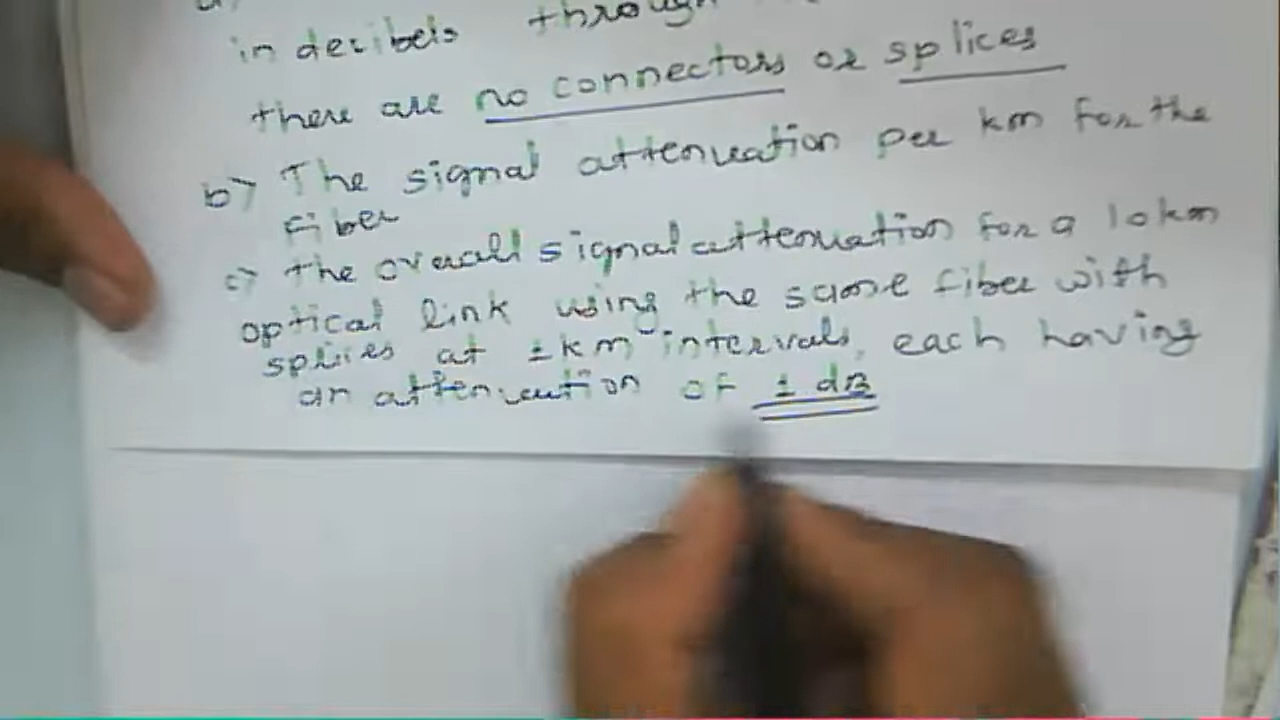 in decibels through
there are no connectors or splices
b) The signal attenuation per km for the
fiber
c) the overall signal attenuation for a 10km
optical link using the same fiber with
splices at 1km intervals, each having
an attenuation of 1 dB